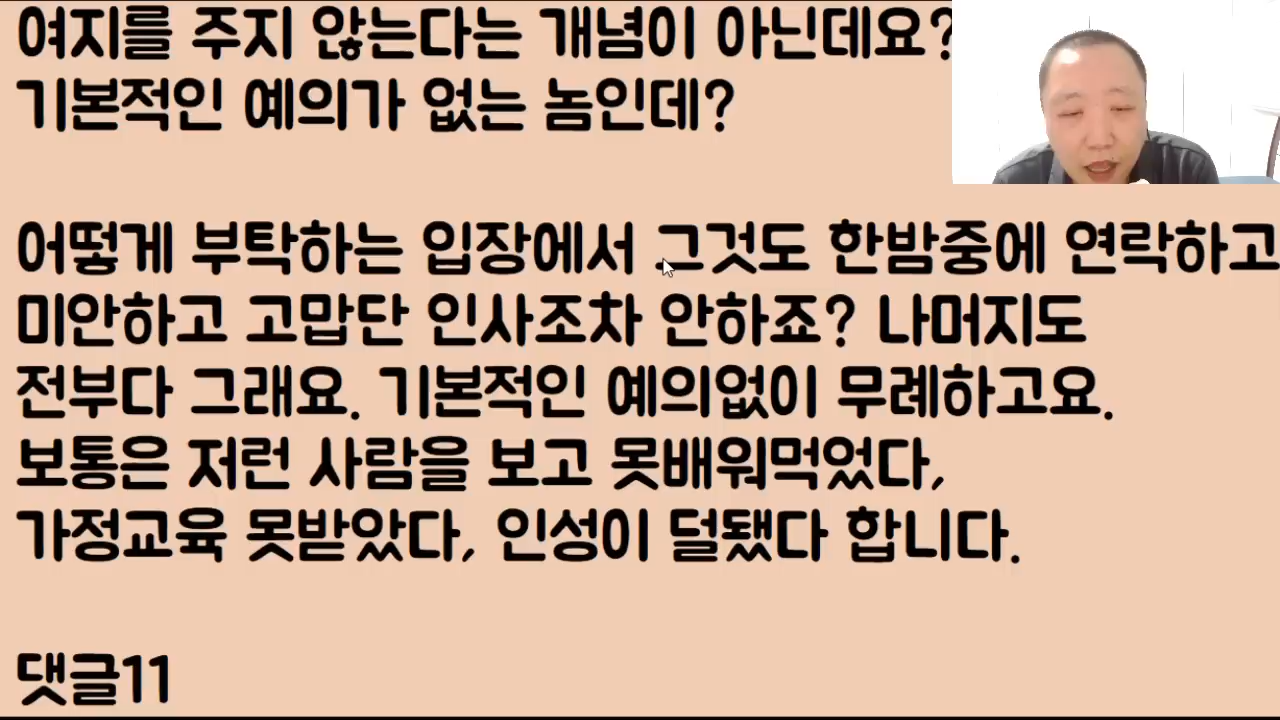 여지를 주지 않는다는 개념이 아닌데요?
기본적인 예의가 없는 놈인데?
어떻게 부탁하는 입장에서 그것도 한밤중에 연락하고
미안하고 고맙단 인사조차 안하죠? 나머지도
전부다 그래요. 기본적인 예의없이 무례하고요.
보통은 저런 사람을 보고 못배워먹었다,
가정교육 못받았다, 인성이 덜됐다 합니다.
댓글11